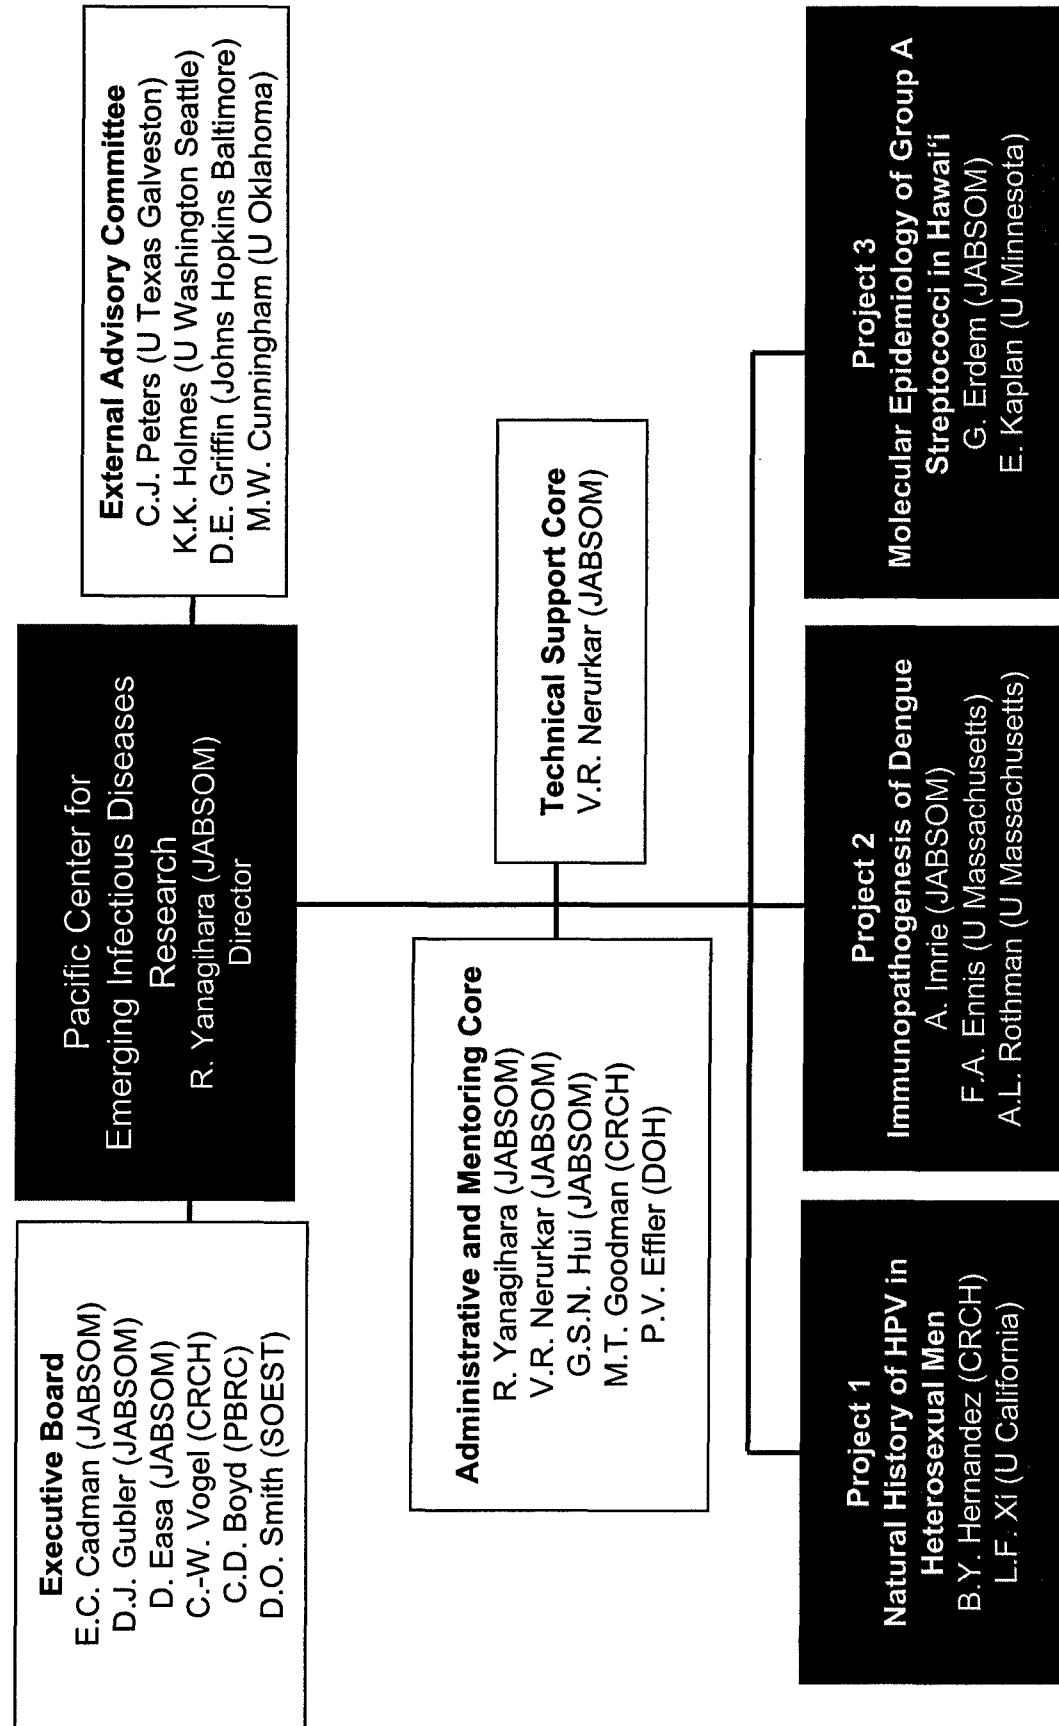 Executive Board
E.C. Cadman (JABSOM)
D.J. Gubler (JABSOM)
D. Easa (JABSOM)
C.-W. Vogel (CRCH)
C.D. Boyd (PBRC)
D.O. Smith (SOEST)
Pacific Center for
Emerging Infectious Diseases
Research
R. Yanagihara (JABSOM)
Director
External Advisory Committee
C.J. Peters (U Texas Galveston)
K.K. Holmes (U Washington Seattle)
D.E. Griffin (Johns Hopkins Baltimore)
M.W. Cunningham (U Oklahoma)
Administrative and Mentoring Core
R. Yanagihara (JABSOM)
V.R. Nerurkar (JABSOM)
G.S.N. Hui (JABSOM)
M.T. Goodman (CRCH)
P.V. Effler (DOH)
Technical Support Core
V.R. Nerurkar (JABSOM)
Project 1
Natural History of HPV in
Heterosexual Men
B.Y. Hernandez (CRCH)
L.F. Xi (U California)
Project 2
Immunopathogenesis of Dengue
A. Imrie (JABSOM)
F.A. Ennis (U Massachusetts)
A.L. Rothman (U Massachusetts)
Project 3
Molecular Epidemiology of Group A
Streptococci in Hawai‘i
G. Erdem (JABSOM)
E. Kaplan (U Minnesota)